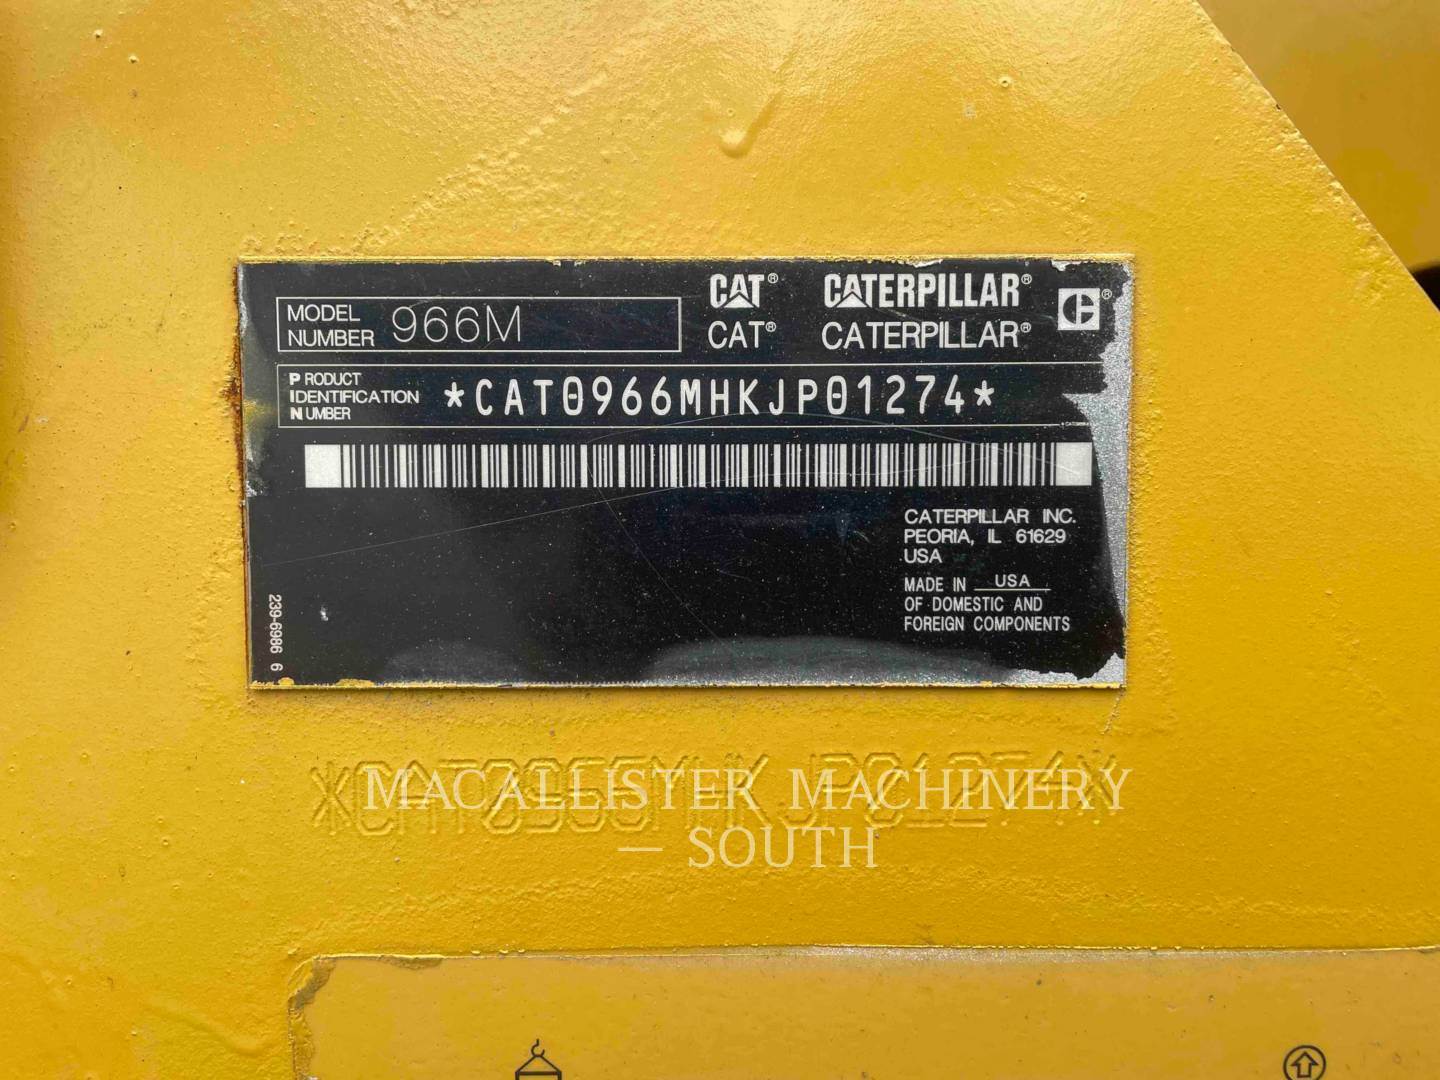 CAT® CATERPILLAR®
MODEL NUMBER 966M
CAT® CATERPILLAR®
PRODUCT IDENTIFICATION NUMBER *CAT0966MHKJP01274*
CATERPILLAR INC.
PEORIA, IL 61629
USA
MADE IN USA
OF DOMESTIC AND
FOREIGN COMPONENTS
239-6986 6
*CAT0966MHKJP01274*
MACALLISTER MACHINERY
— SOUTH